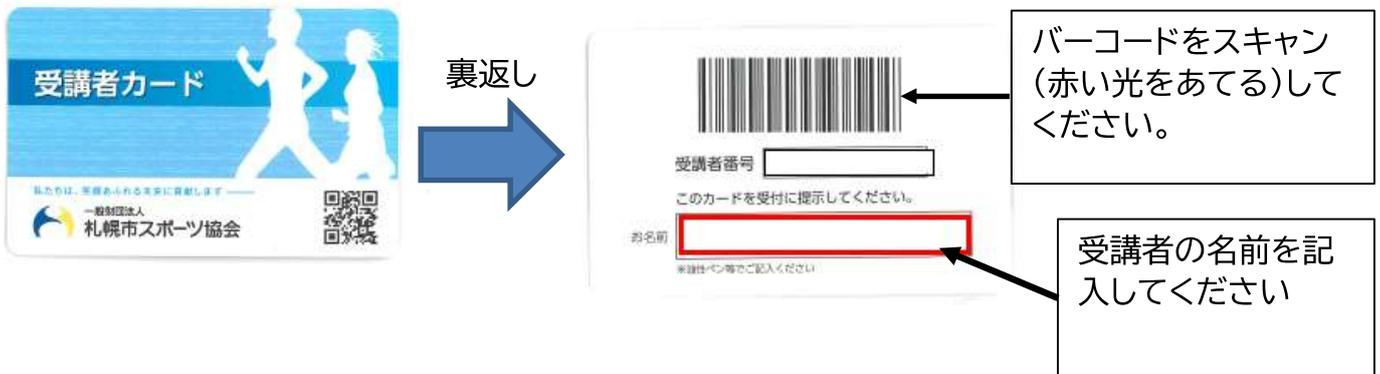 受講者カード
私たちは、笑顔あふれる未来に貢献します
一般財団法人
札幌市スポーツ協会
裏返し
受講者番号
このカードを受付に提示してください。
お名前
※油性ペン等でご記入ください
バーコードをスキャン
(赤い光をあてる)して
ください。
受講者の名前を記
入してください